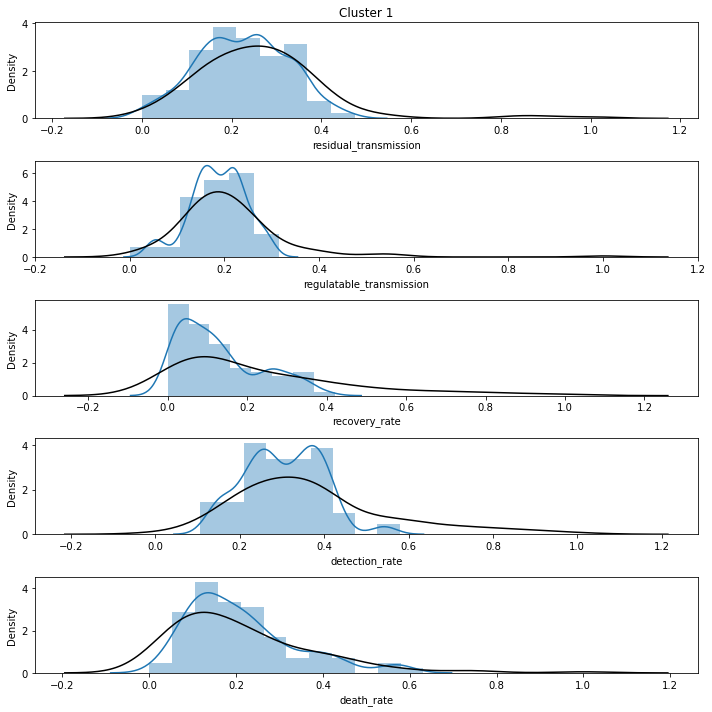 Cluster 1
4
2
0
Density
−0.2 0.0 0.2 0.4 0.6 0.8 1.0 1.2
residual_transmission
6
4
2
0
Density
−0.2 0.0 0.2 0.4 0.6 0.8 1.0 1.2
regulatable_transmission
4
2
0
Density
−0.2 0.0 0.2 0.4 0.6 0.8 1.0 1.2
recovery_rate
4
2
0
Density
−0.2 0.0 0.2 0.4 0.6 0.8 1.0 1.2
detection_rate
4
2
0
Density
−0.2 0.0 0.2 0.4 0.6 0.8 1.0 1.2
death_rate